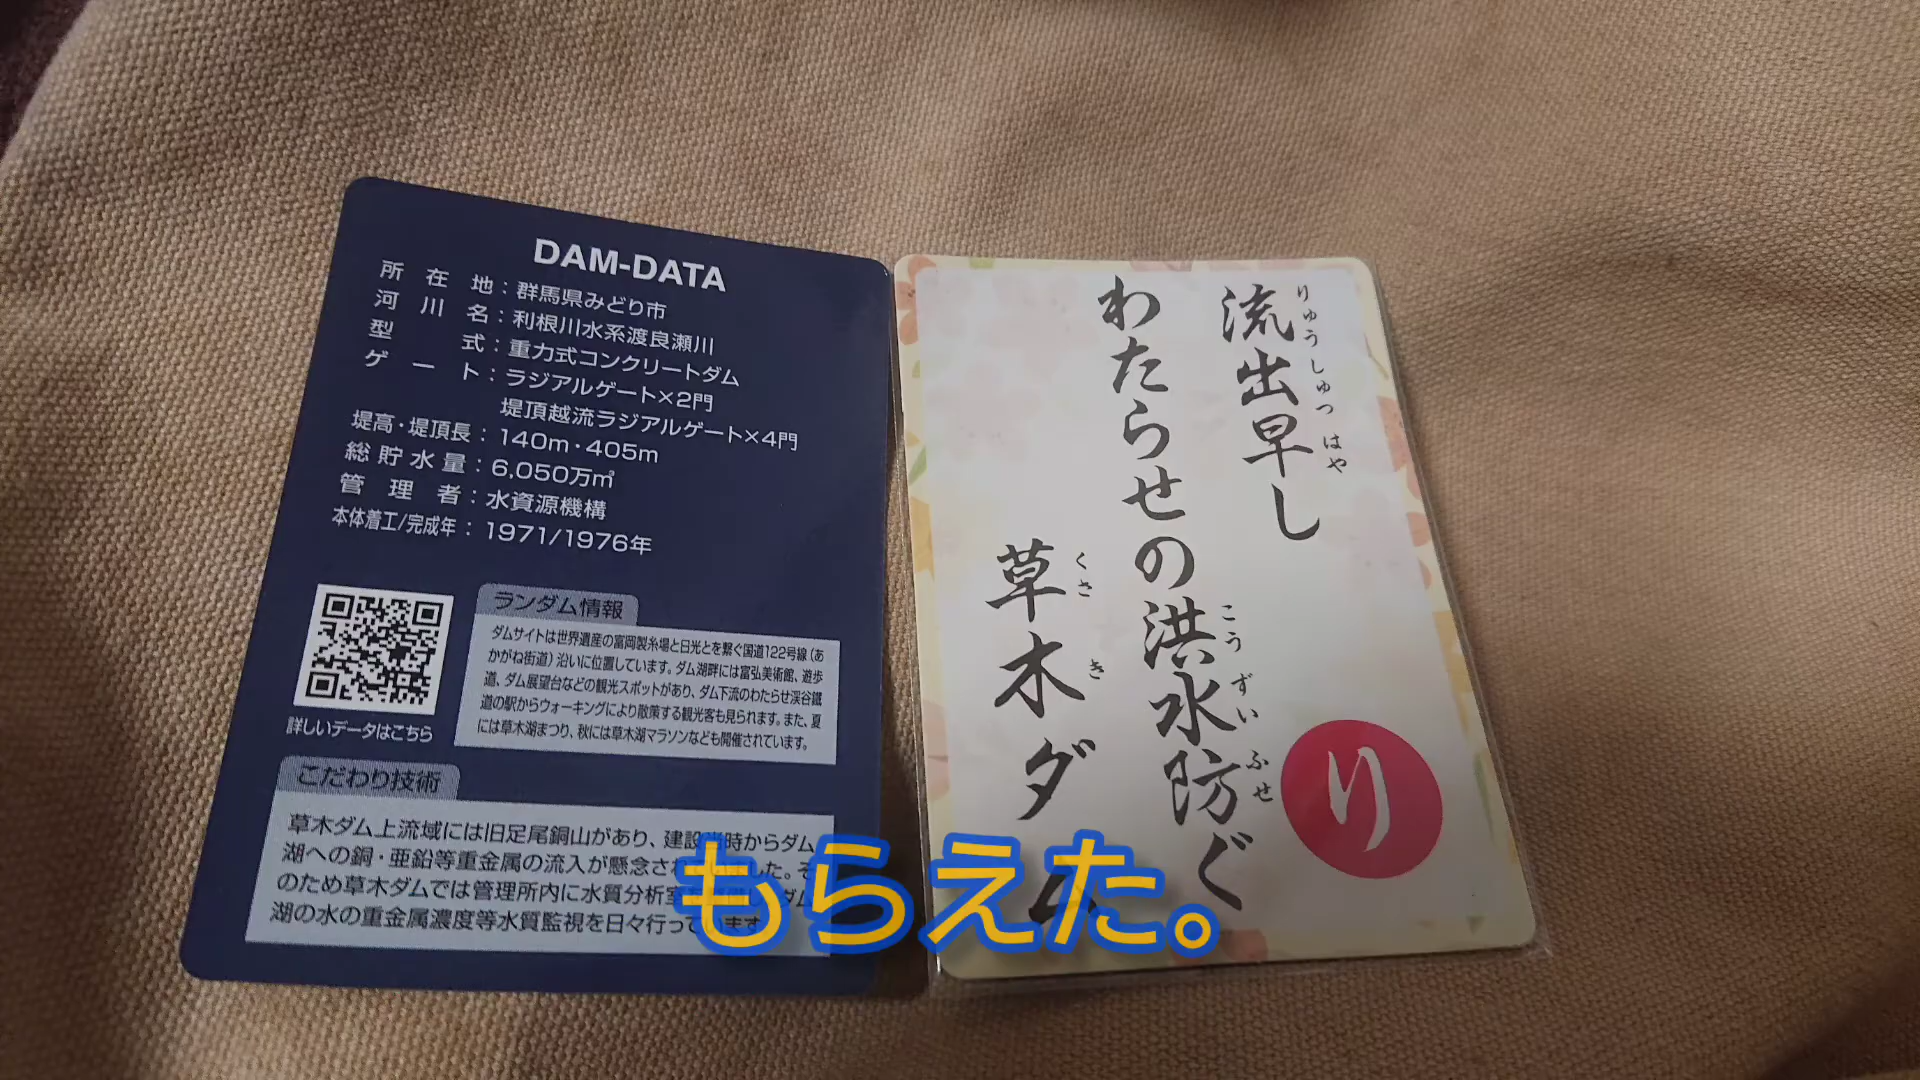 DAM-DATA
所在地：群馬県みどり市
河川名：利根川水系渡良瀬川
型式：重力式コンクリートダム
ゲート：ラジアルゲート×2門
堤頂越流ラジアルゲート×4門
堤高・堤頂長：140m・405m
総貯水量：6,050万㎥
管理者：水資源機構
本体着工/完成年：1971/1976年
詳しいデータはこちら
ランダム情報
ダムサイトは世界遺産の富岡製糸場と日光とを繋ぐ国道122号線（あ
かがね街道）沿いに位置しています。ダム湖畔には富弘美術館、遊歩
道、ダム展望台などの観光スポットがあり、ダム下流のわたらせ渓谷鐵
道の駅からウォーキングにより散策する観光客も見られます。また、夏
には草木湖まつり、秋には草木湖マラソンなども開催されています。
こだわり技術
草木ダム上流域には旧足尾銅山があり、建設当時からダム
湖への銅・亜鉛等重金属の流入が懸念されていました。そ
のため草木ダムでは管理所内に水質分析室 ダム
湖の水の重金属濃度等水質監視を日々行っています
流出早し
りゅうしゅつ はや
わたらせの洪水防ぐ
こうずい ふせ
草木ダム
くさ き
り
もらえた。